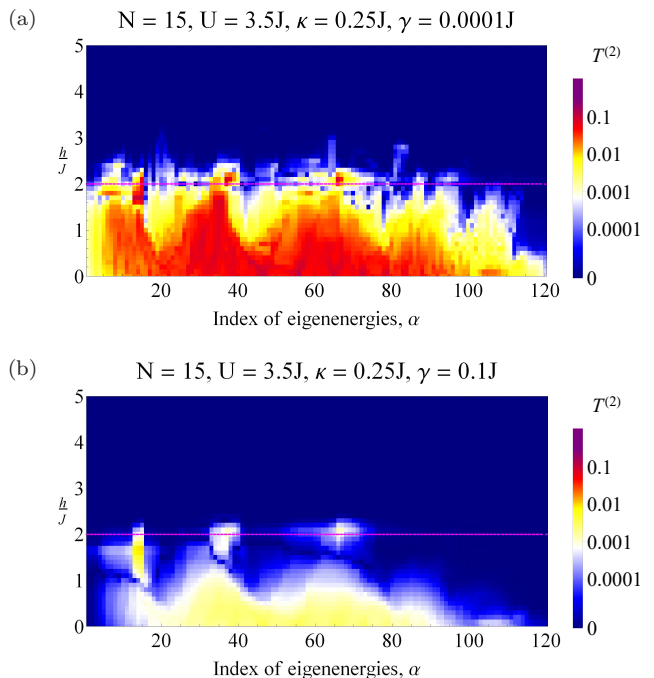 (a)
N = 15, U = 3.5J, κ = 0.25J, γ = 0.0001J
T(2)
5
4
3
h/J
2
1
0
20 40 60 80 100 120
Index of eigenenergies, α
0.1
0.01
0.001
0.0001
0
(b)
N = 15, U = 3.5J, κ = 0.25J, γ = 0.1J
T(2)
5
4
3
h/J
2
1
0
20 40 60 80 100 120
Index of eigenenergies, α
0.1
0.01
0.001
0.0001
0